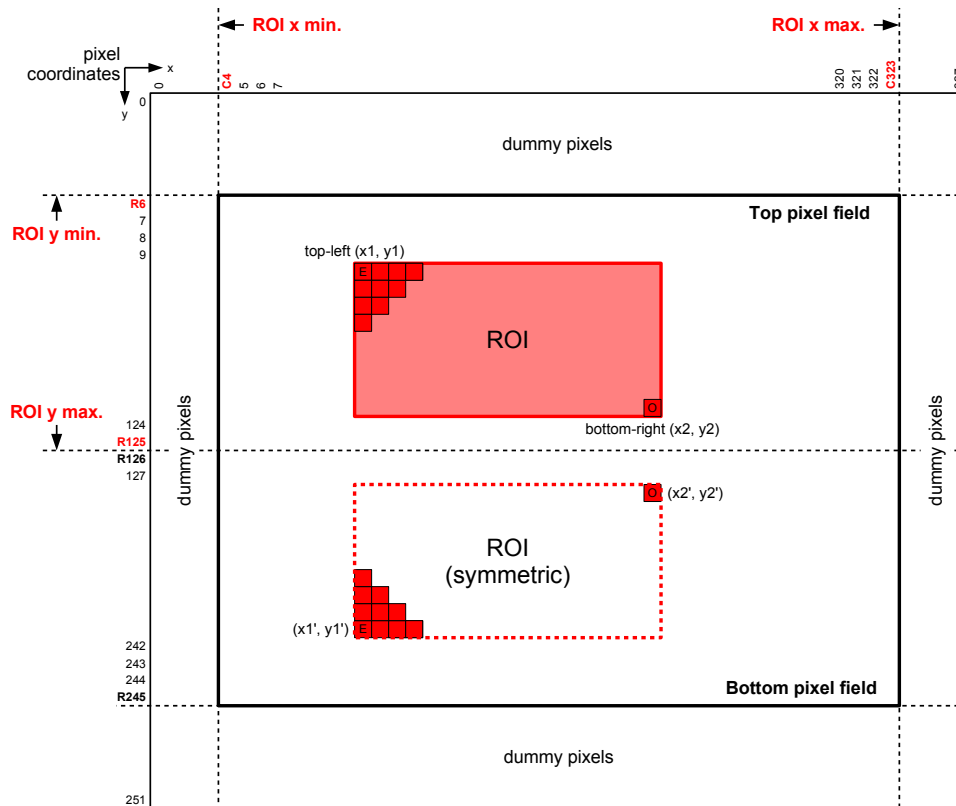 ROI x min.
ROI x max.
pixel
coordinates
x
y
0
C4
5
6
7
320
321
322
C323
0
dummy pixels
R6
7
8
9
ROI y min.
Top pixel field
top-left (x1, y1)
E
ROI
O
bottom-right (x2, y2)
ROI y max.
124
R125
R126
127
dummy pixels
dummy pixels
O
(x2', y2')
ROI
(symmetric)
(x1', y1')
E
242
243
244
R245
Bottom pixel field
dummy pixels
251